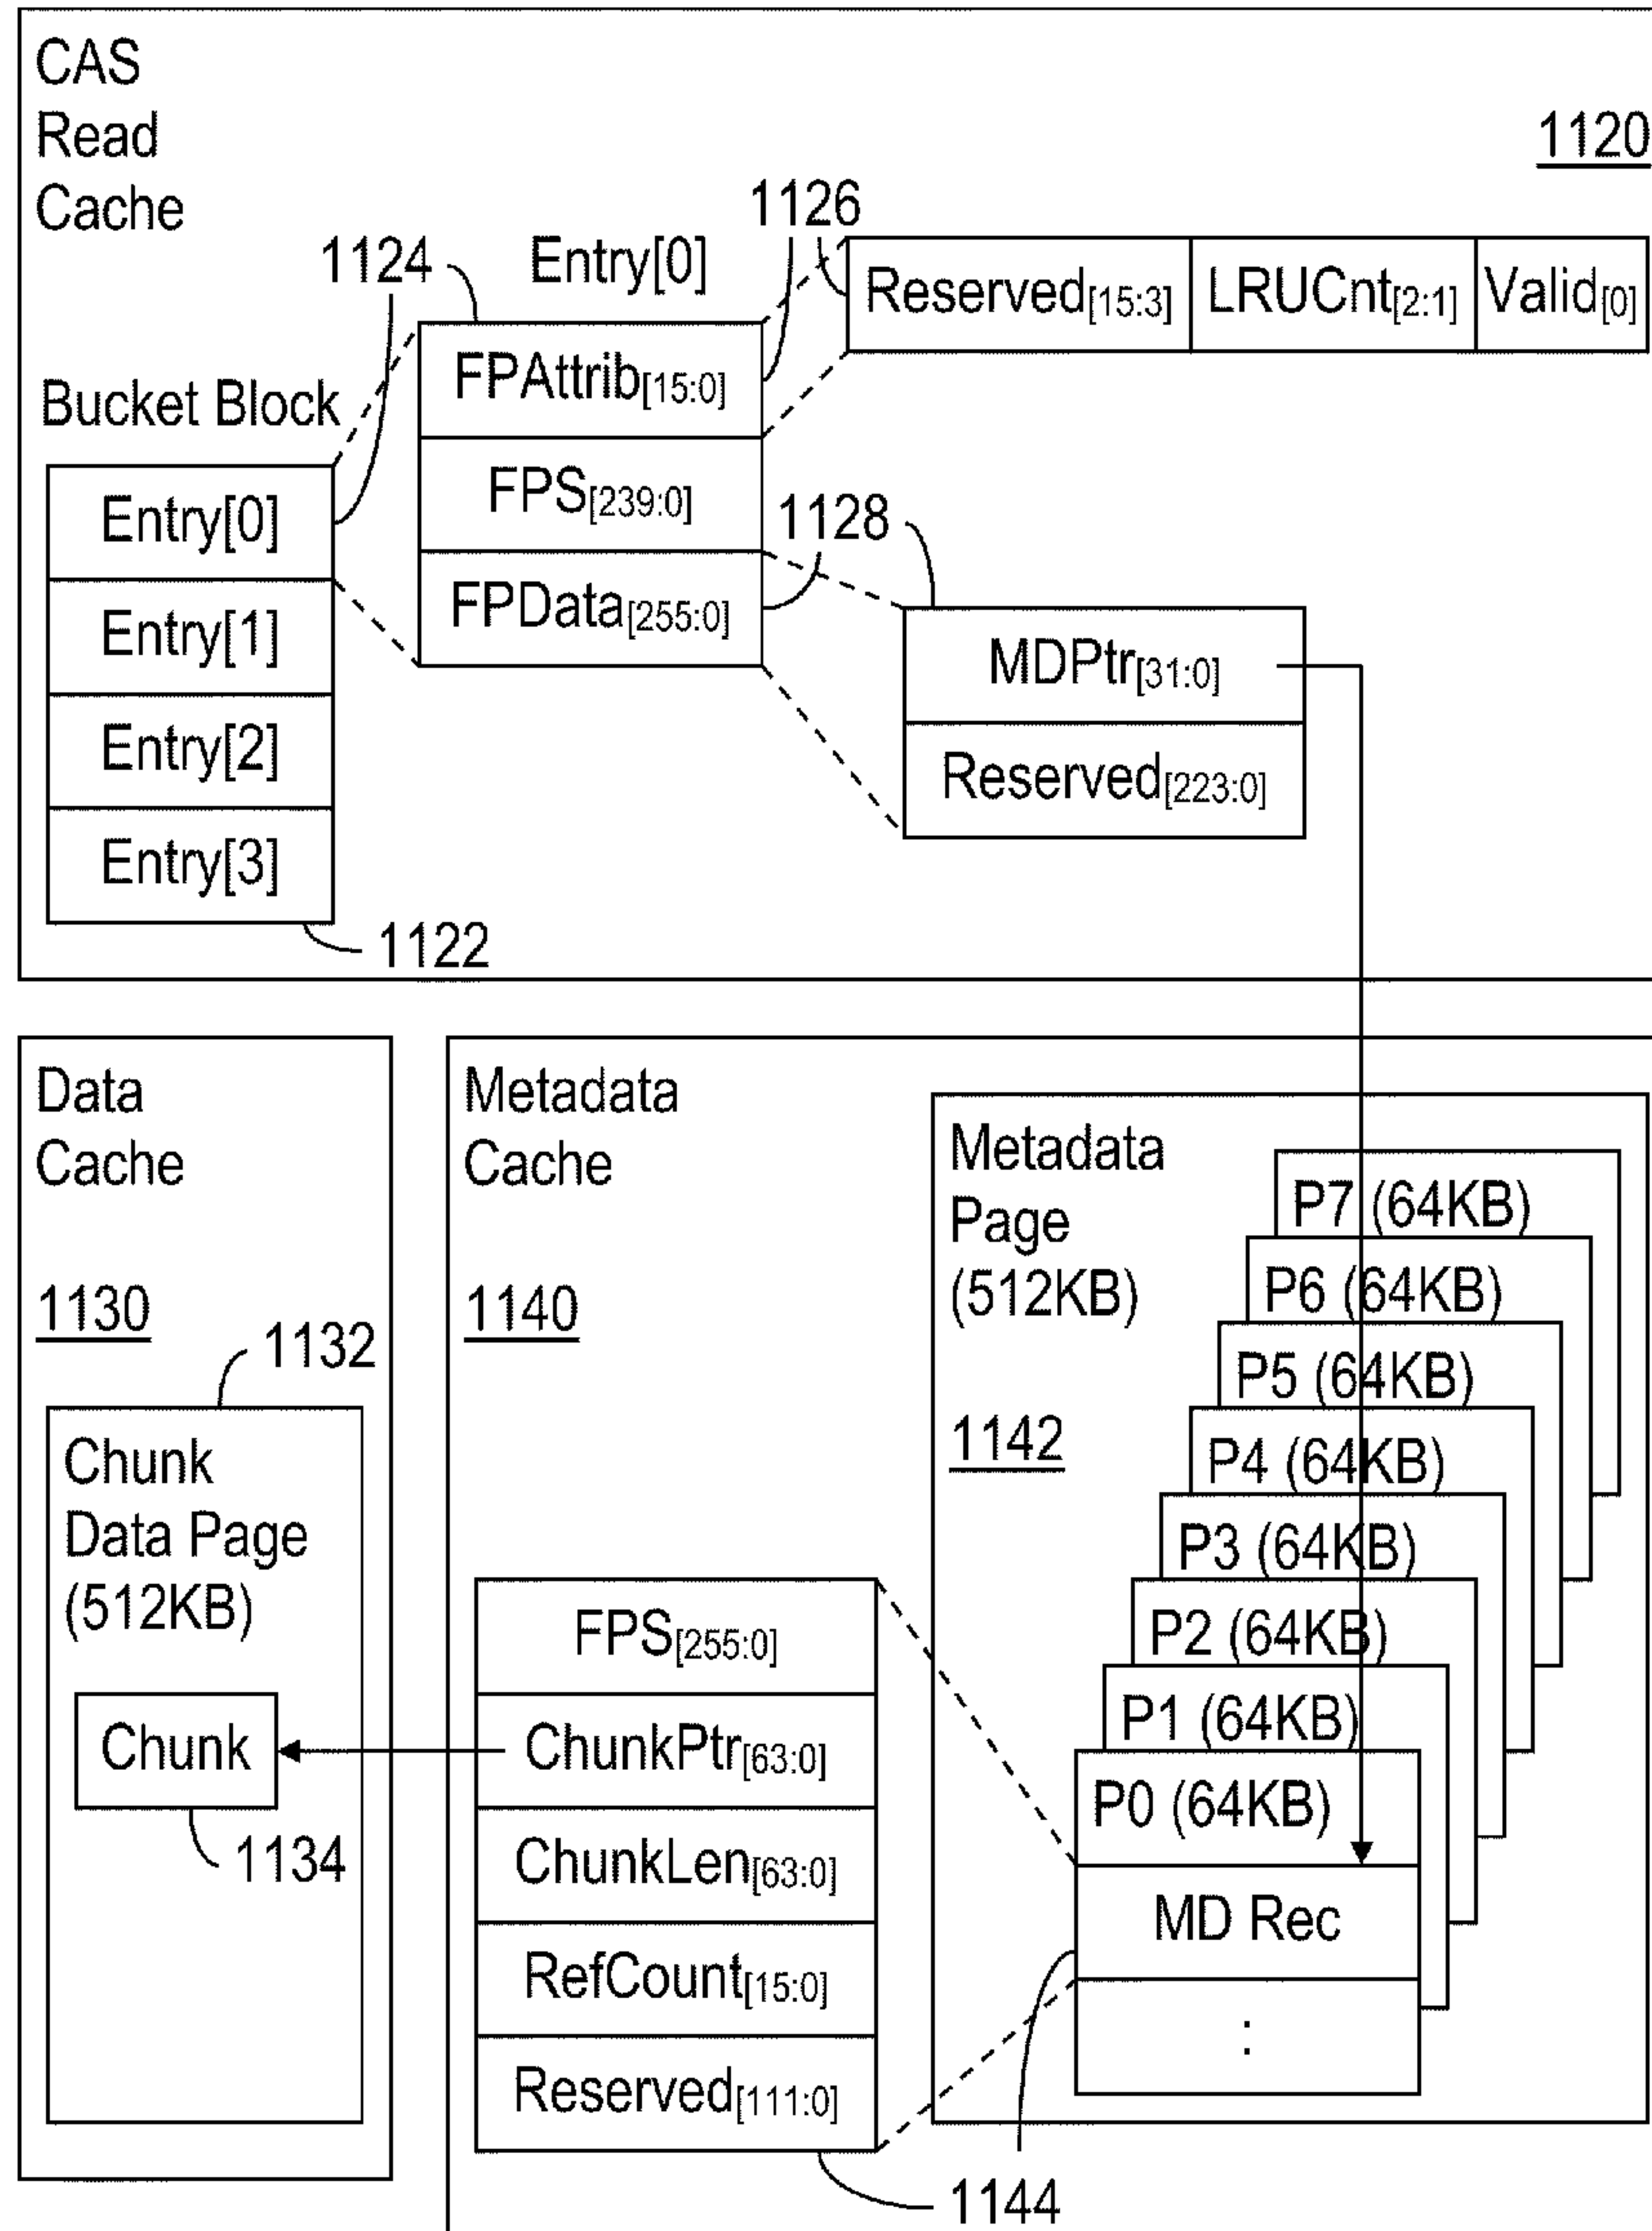 CAS
Read
Cache
1120
1126
1124
Entry[0]
Reserved[15:3]
LRUCnt[2:1]
Valid[0]
FPAttrib[15:0]
Bucket Block
FPS[239:0]
1128
Entry[0]
FPData[255:0]
Entry[1]
MDPtr[31:0]
Entry[2]
Reserved[223:0]
Entry[3]
1122
Data
Cache
1130
1132
Chunk
Data Page
(512KB)
Chunk
1134
Metadata
Cache
1140
FPS[255:0]
ChunkPtr[63:0]
ChunkLen[63:0]
RefCount[15:0]
Reserved[111:0]
1144
Metadata
Page
(512KB)
1142
P7 (64KB)
P6 (64KB)
P5 (64KB)
P4 (64KB)
P3 (64KB)
P2 (64KB)
P1 (64KB)
P0 (64KB)
MD Rec
: